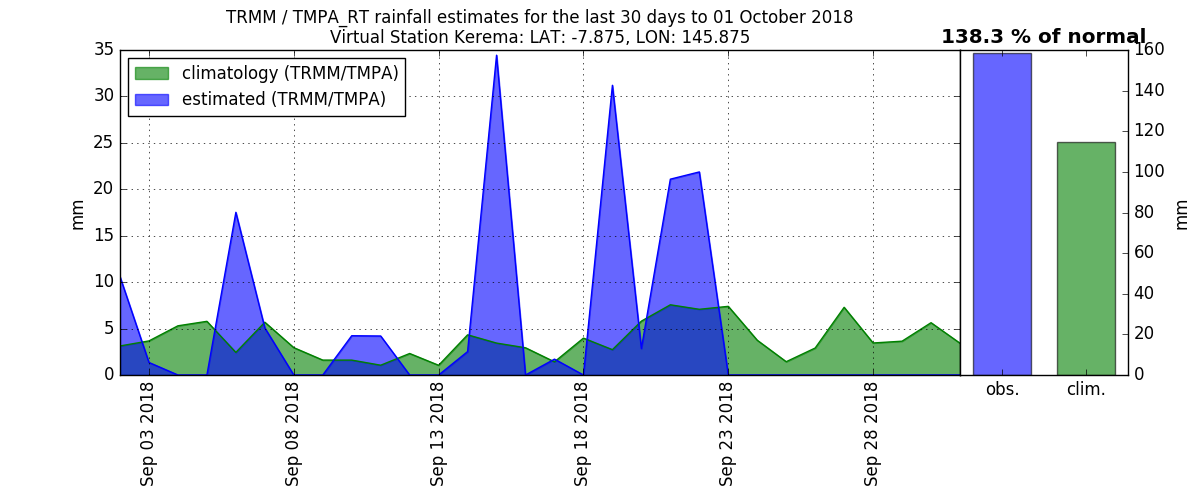 TRMM / TMPA_RT rainfall estimates for the last 30 days to 01 October 2018
Virtual Station Kerema: LAT: -7.875, LON: 145.875
138.3 % of normal
climatology (TRMM/TMPA)
estimated (TRMM/TMPA)
35
30
25
20
15
10
5
0
mm
Sep 03 2018
Sep 08 2018
Sep 13 2018
Sep 18 2018
Sep 23 2018
Sep 28 2018
obs.
clim.
160
140
120
100
80
60
40
20
0
mm